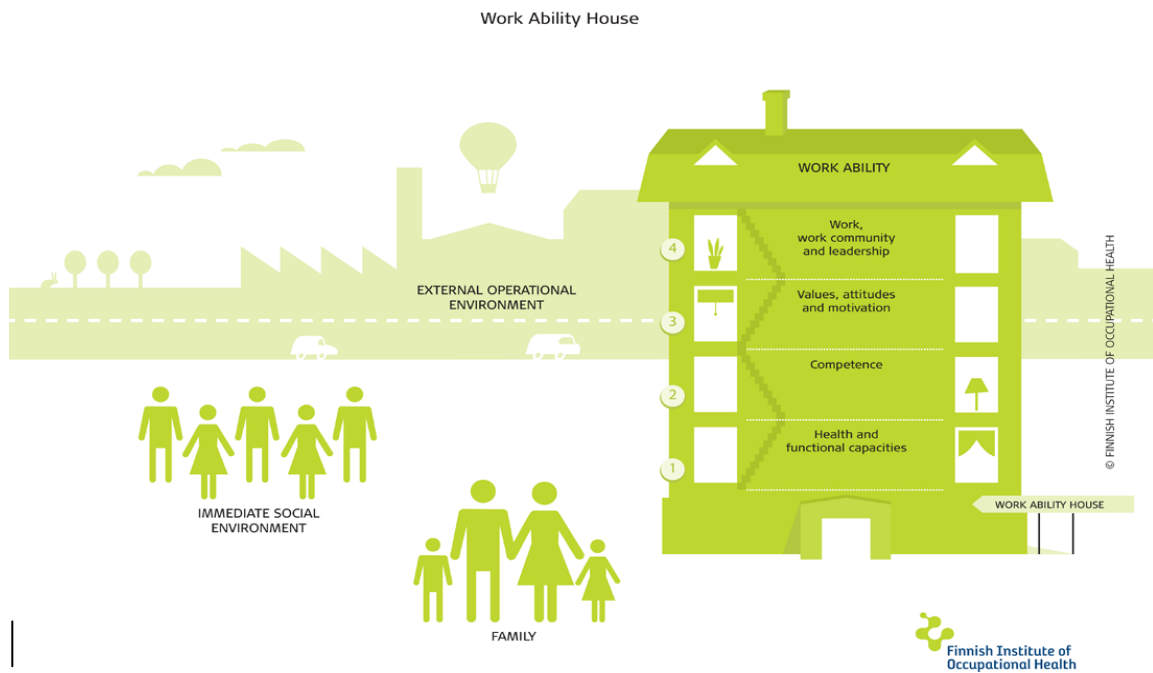 Work Ability House
WORK ABILITY
4
Work,
work community
and leadership
3
Values, attitudes
and motivation
2
Competence
1
Health and
functional capacities
WORK ABILITY HOUSE
EXTERNAL OPERATIONAL
ENVIRONMENT
IMMEDIATE SOCIAL
ENVIRONMENT
FAMILY
© FINNISH INSTITUTE OF OCCUPATIONAL HEALTH
Finnish Institute of
Occupational Health